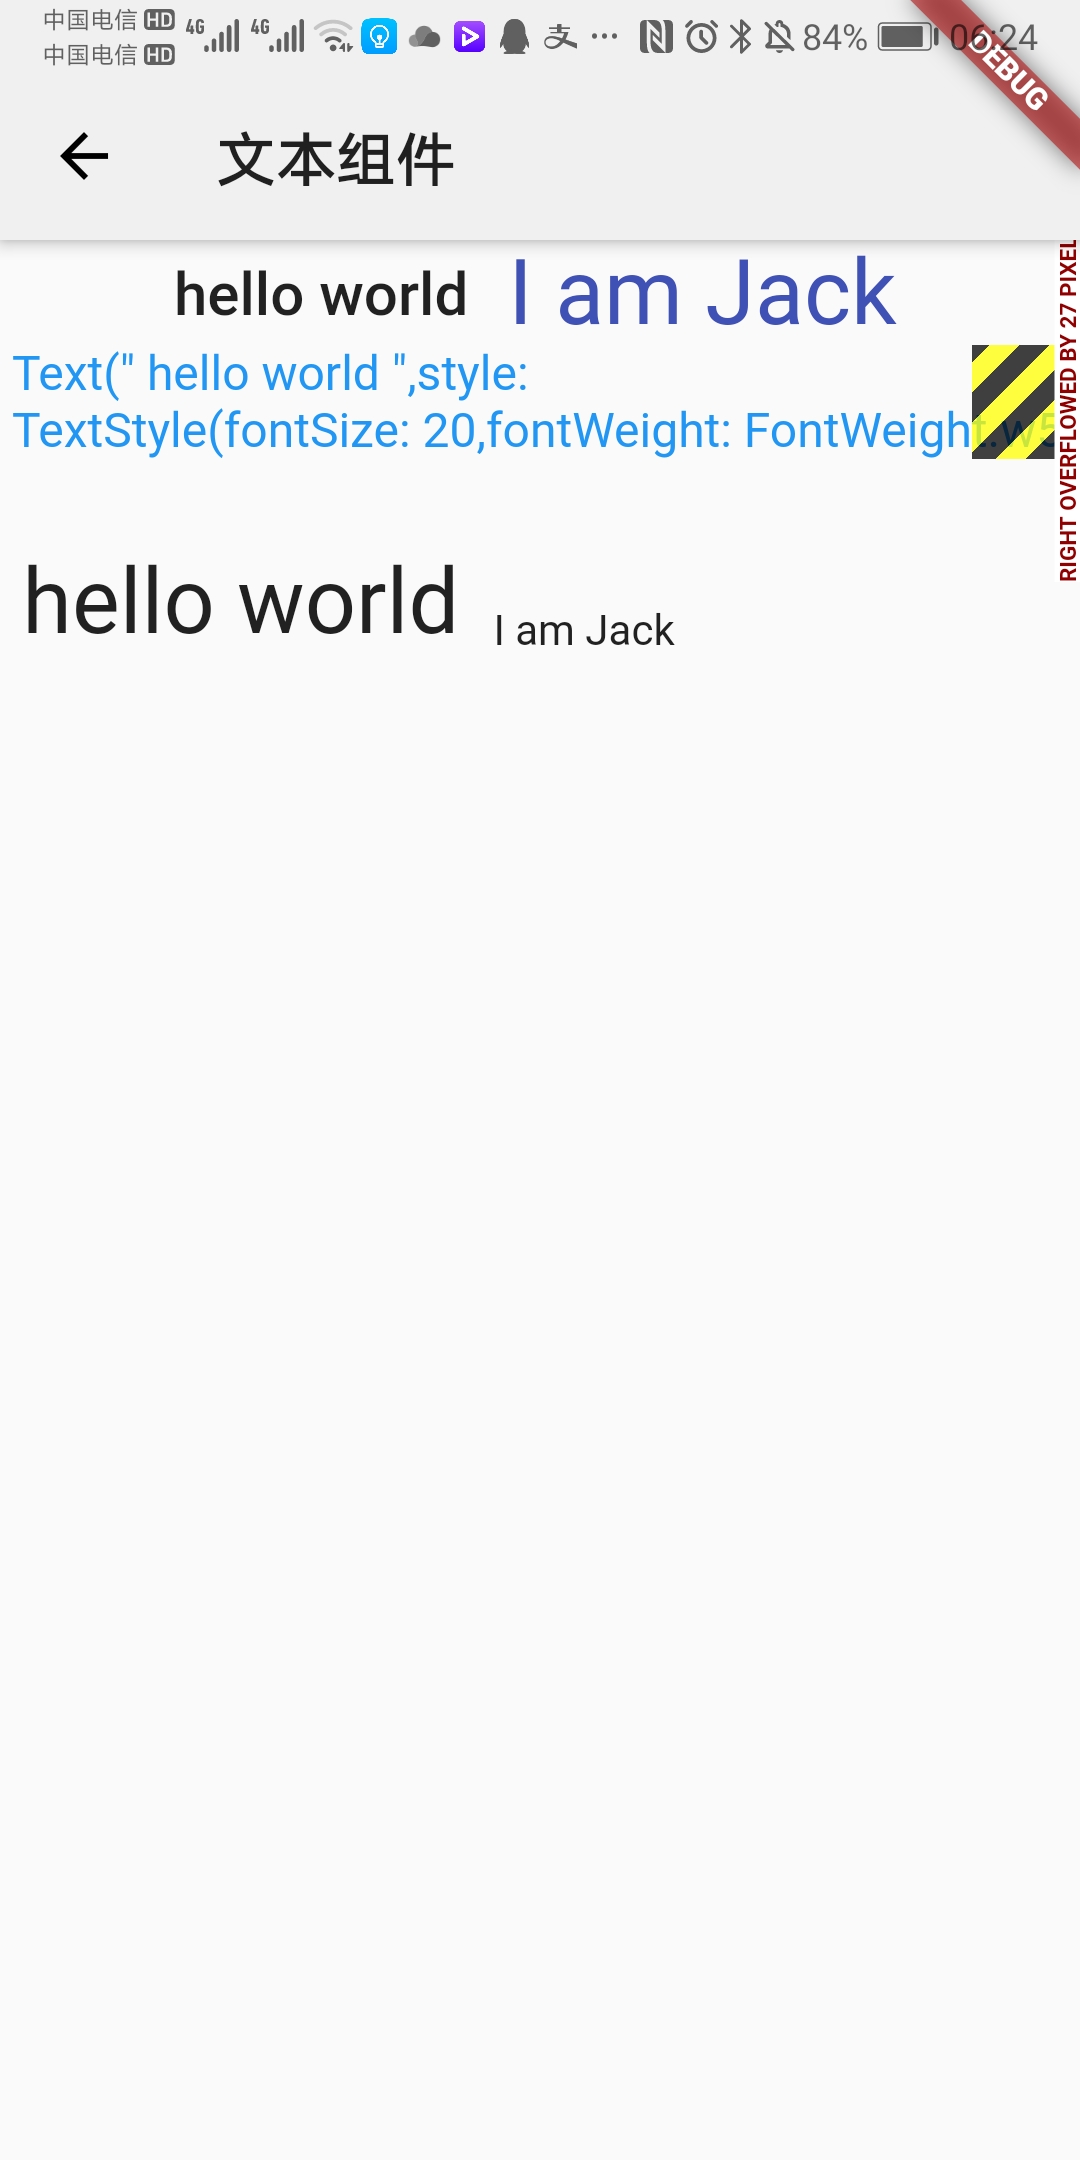 中国电信 HD 4G 4G 84% 06:24
中国电信 HD
DEBUG
文本组件
hello world I am Jack
Text(" hello world ",style:
TextStyle(fontSize: 20,fontWeight: FontWeight.w5
RIGHT OVERFLOWED BY 27 PIXEL
hello world I am Jack